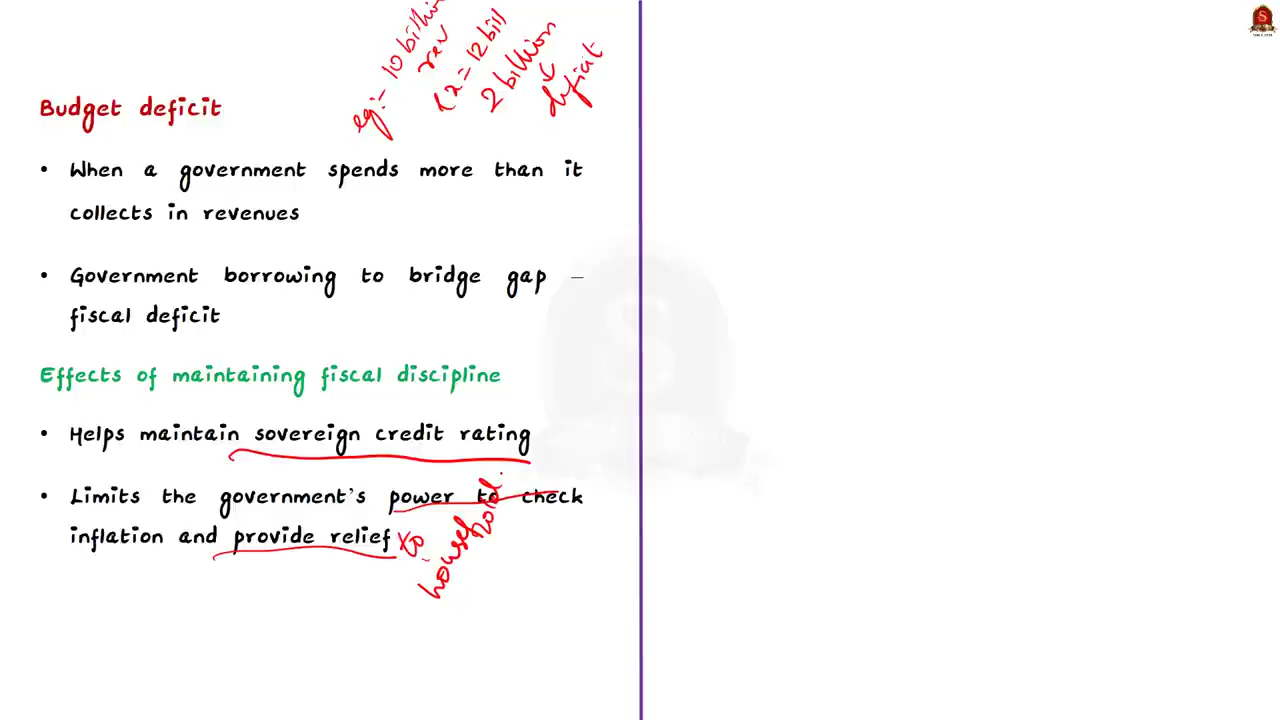 eg:- 10 billion
rev
= 12 bill
2 billion
↓
deficit
Budget deficit
• When a government spends more than it
collects in revenues
• Government borrowing to bridge gap –
fiscal deficit
Effects of maintaining fiscal discipline
• Helps maintain sovereign credit rating
• Limits the government's power to check
inflation and provide relief to
household.
S